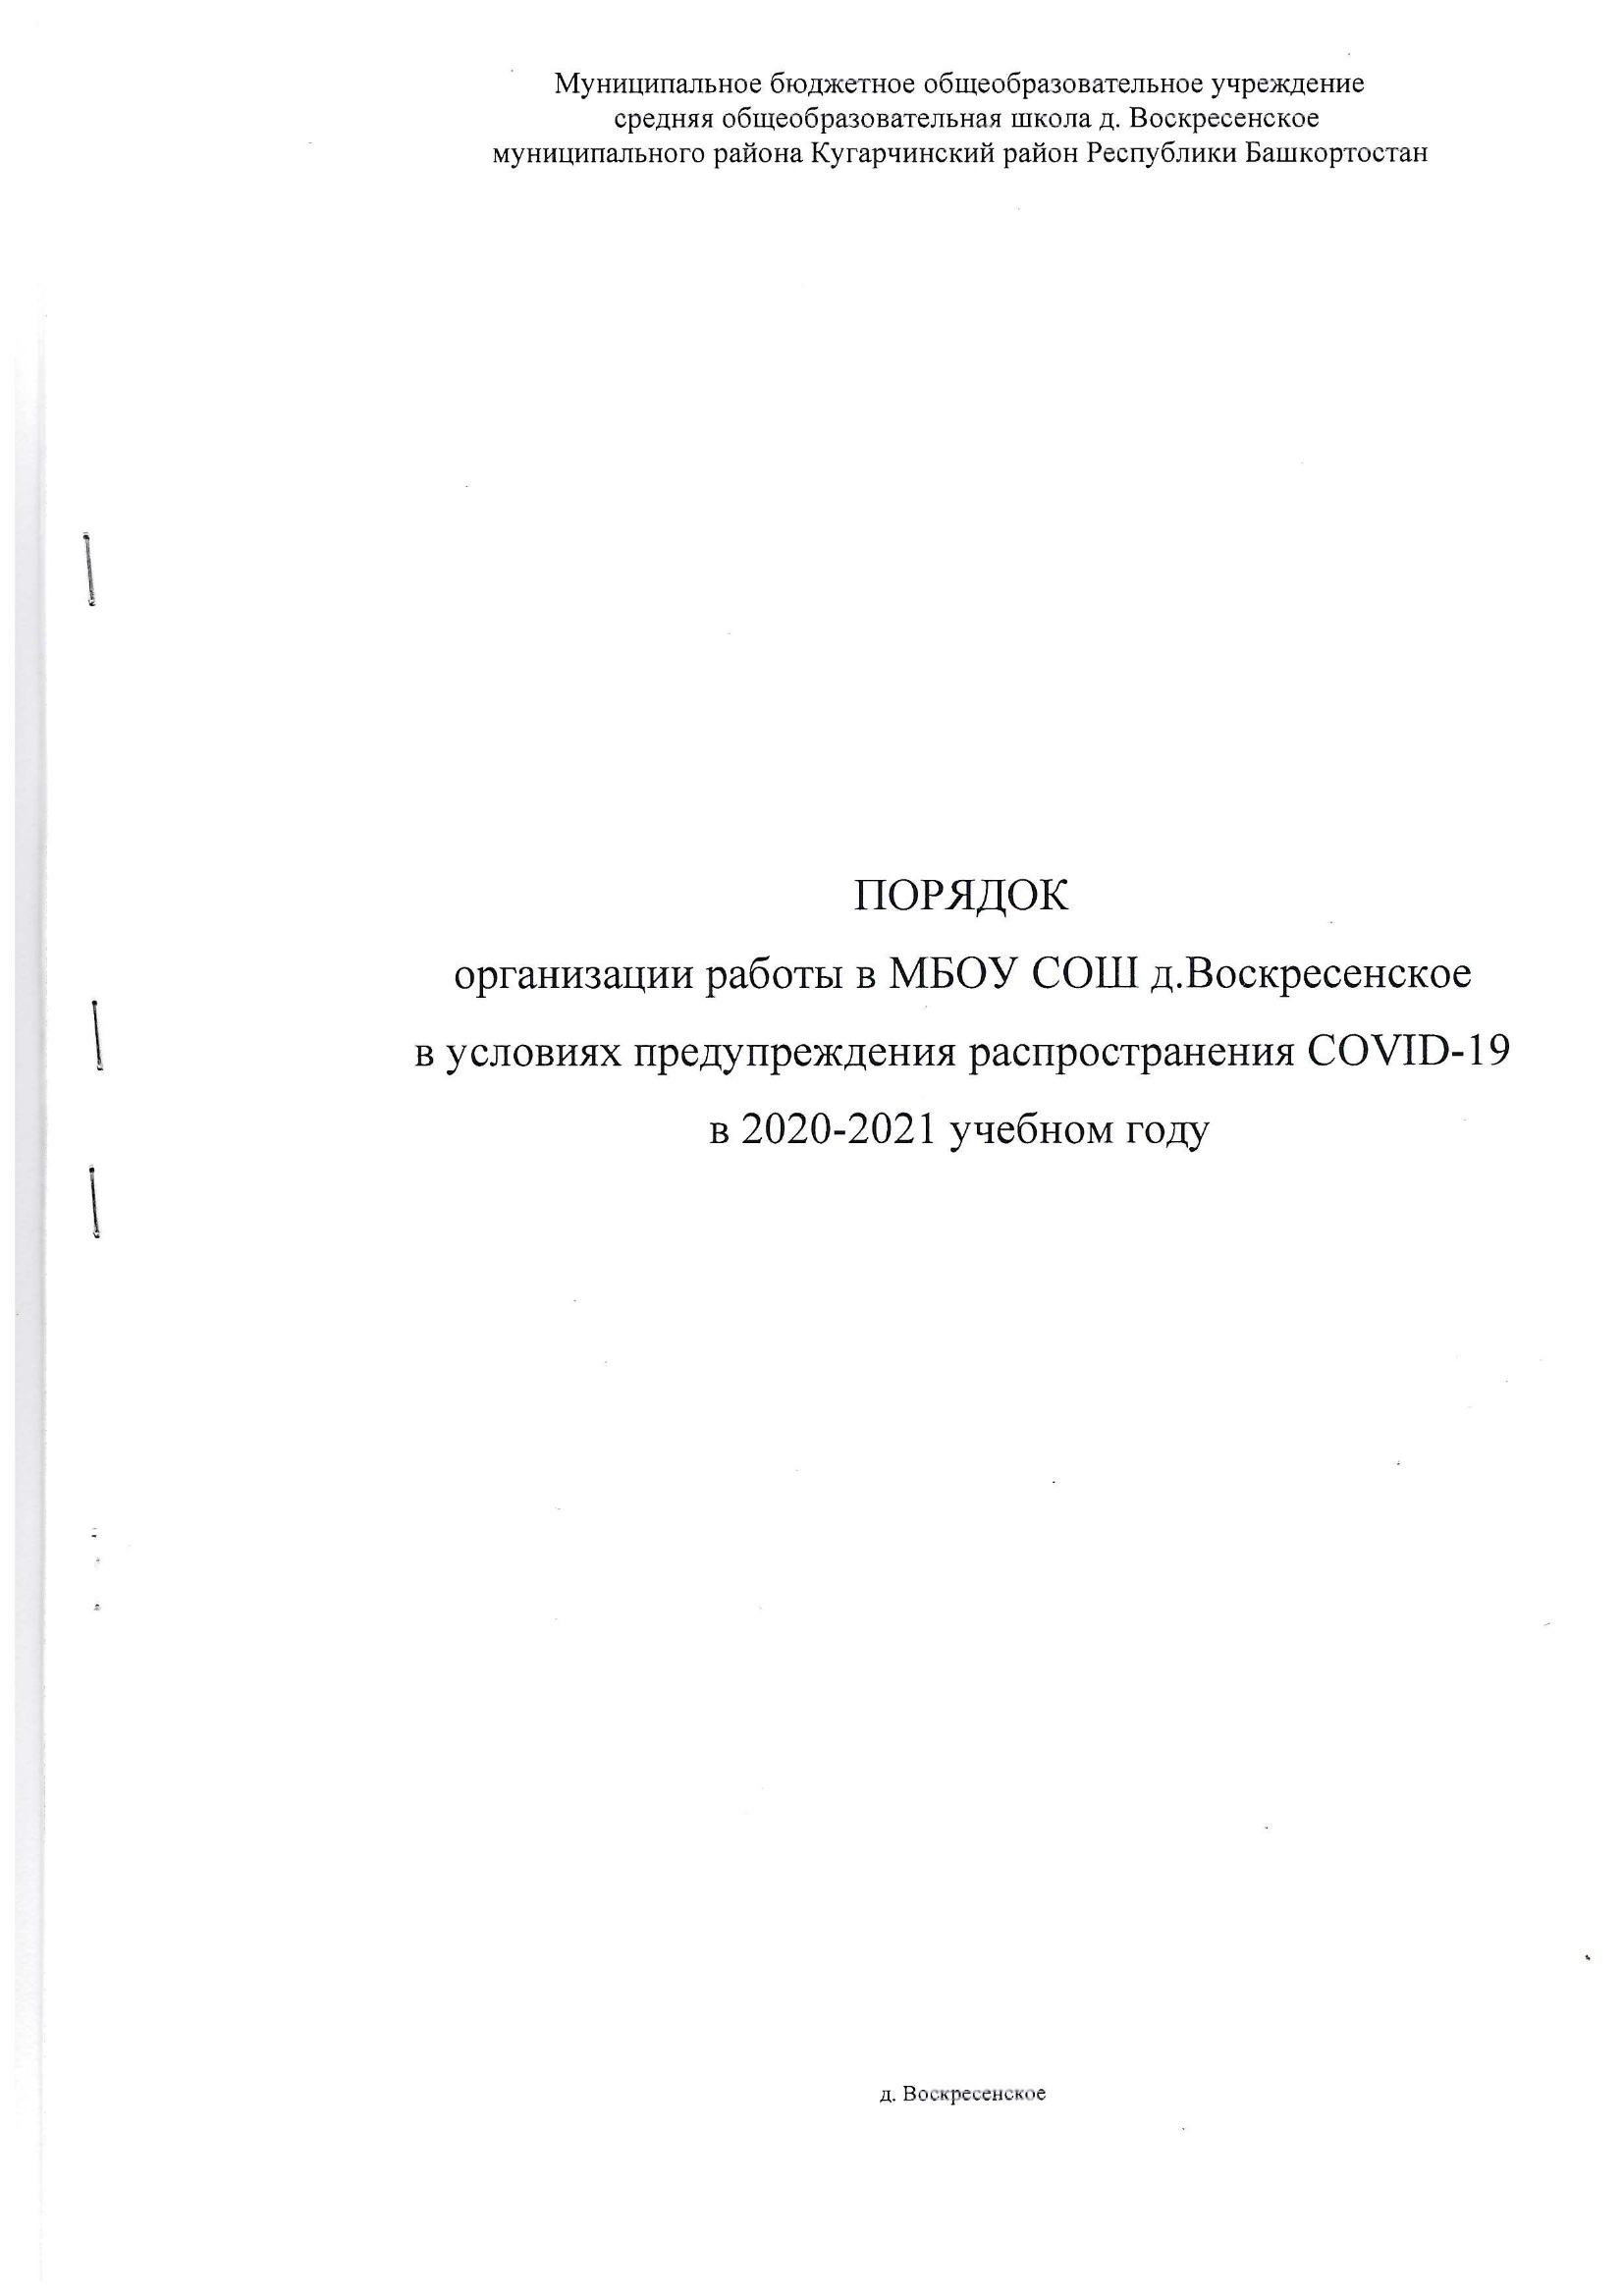 Муниципальное бюджетное общеобразовательное учреждение
средняя общеобразовательная школа д. Воскресенское
муниципального района Кугарчинский район Республики Башкортостан
ПОРЯДОК
организации работы в МБОУ СОШ д.Воскресенское
в условиях предупреждения распространения COVID-19
в 2020-2021 учебном году
д. Воскресенское